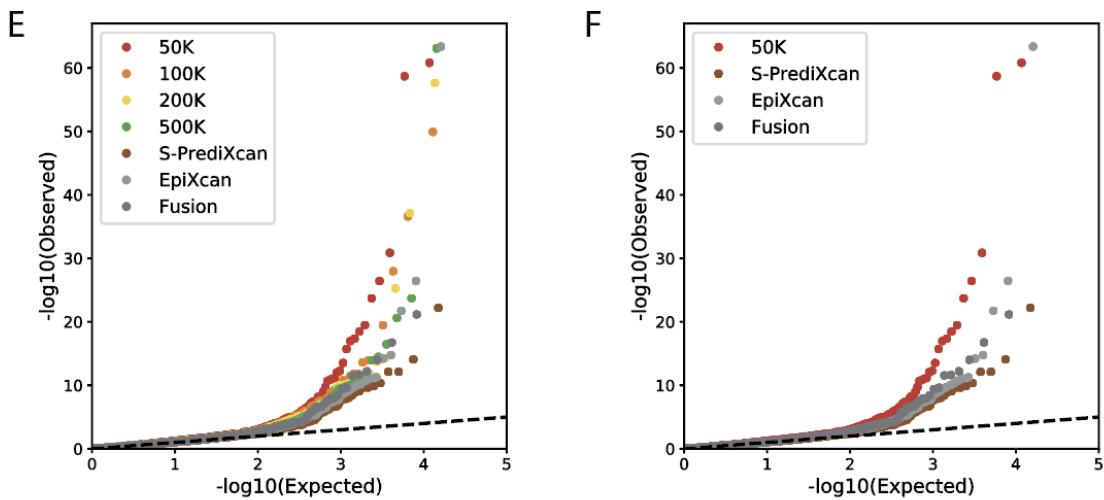 E
50K
100K
200K
500K
S-PrediXcan
EpiXcan
Fusion
60
50
40
30
20
10
0
-log10(Observed)
0 1 2 3 4 5
-log10(Expected)
F
50K
S-PrediXcan
EpiXcan
Fusion
60
50
40
30
20
10
0
-log10(Observed)
0 1 2 3 4 5
-log10(Expected)